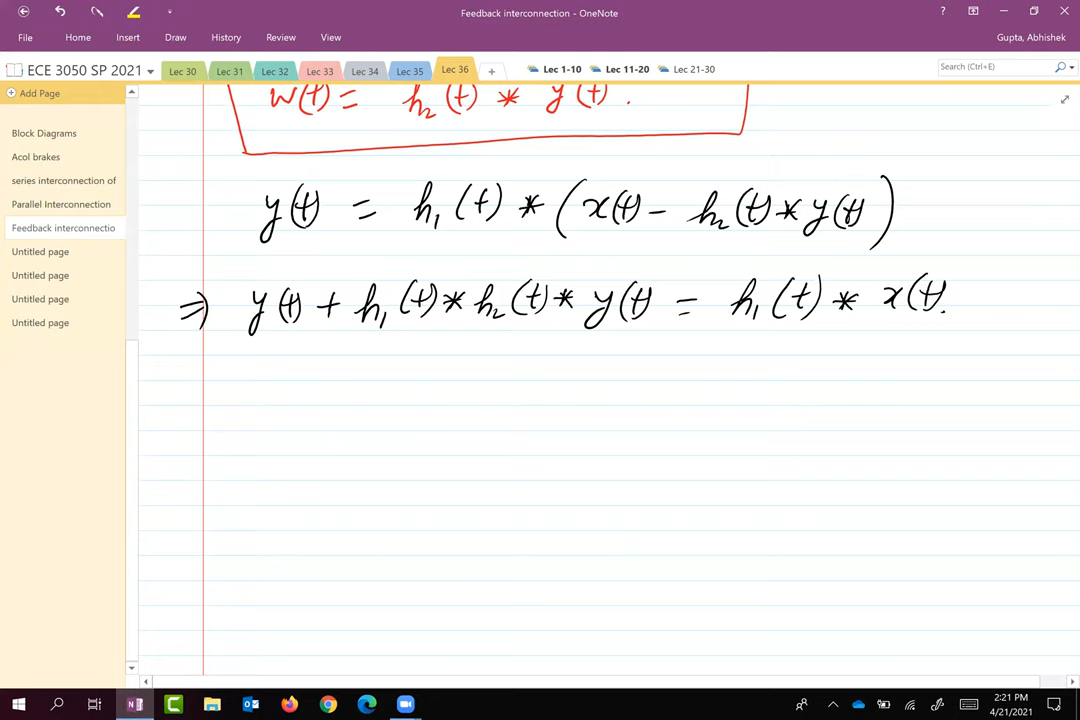 Feedback interconnection - OneNote
?
File Home Insert Draw History Review View Gupta, Abhishek
ECE 3050 SP 2021 Lec 30 Lec 31 Lec 32 Lec 33 Lec 34 Lec 35 Lec 36 + Lec 1-10 Lec 11-20 Lec 21-30 Search (Ctrl+E)
Add Page
Block Diagrams
Acol brakes
series interconnection of
Parallel Interconnection
Feedback interconnectio
Untitled page
Untitled page
Untitled page
Untitled page
w(t) = h₂(t) * y(t).
y(t) = h₁(t) * (x(t) - h₂(t) * y(t))
⇒ y(t) + h₁(t) * h₂(t) * y(t) = h₁(t) * x(t).
2:21 PM
4/21/2021